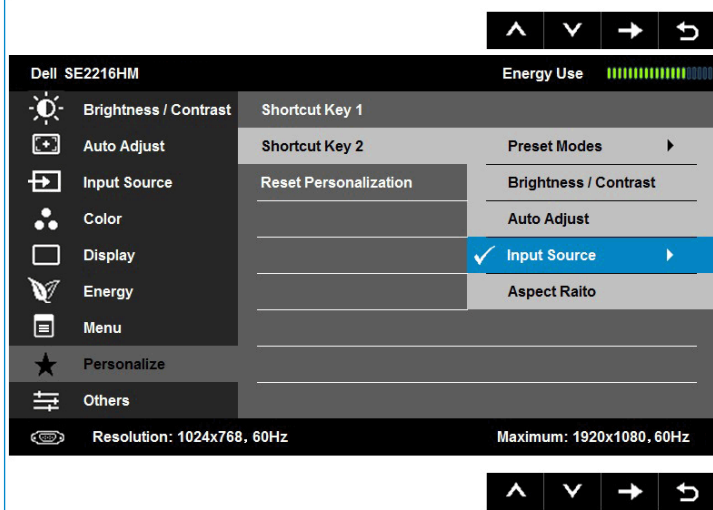 Dell SE2216HM Energy Use
Brightness / Contrast Shortcut Key 1
Auto Adjust Shortcut Key 2 Preset Modes
Input Source Reset Personalization Brightness / Contrast
Color Auto Adjust
Display Input Source
Energy Aspect Raito
Menu
Personalize
Others
Resolution: 1024x768, 60Hz Maximum: 1920x1080, 60Hz